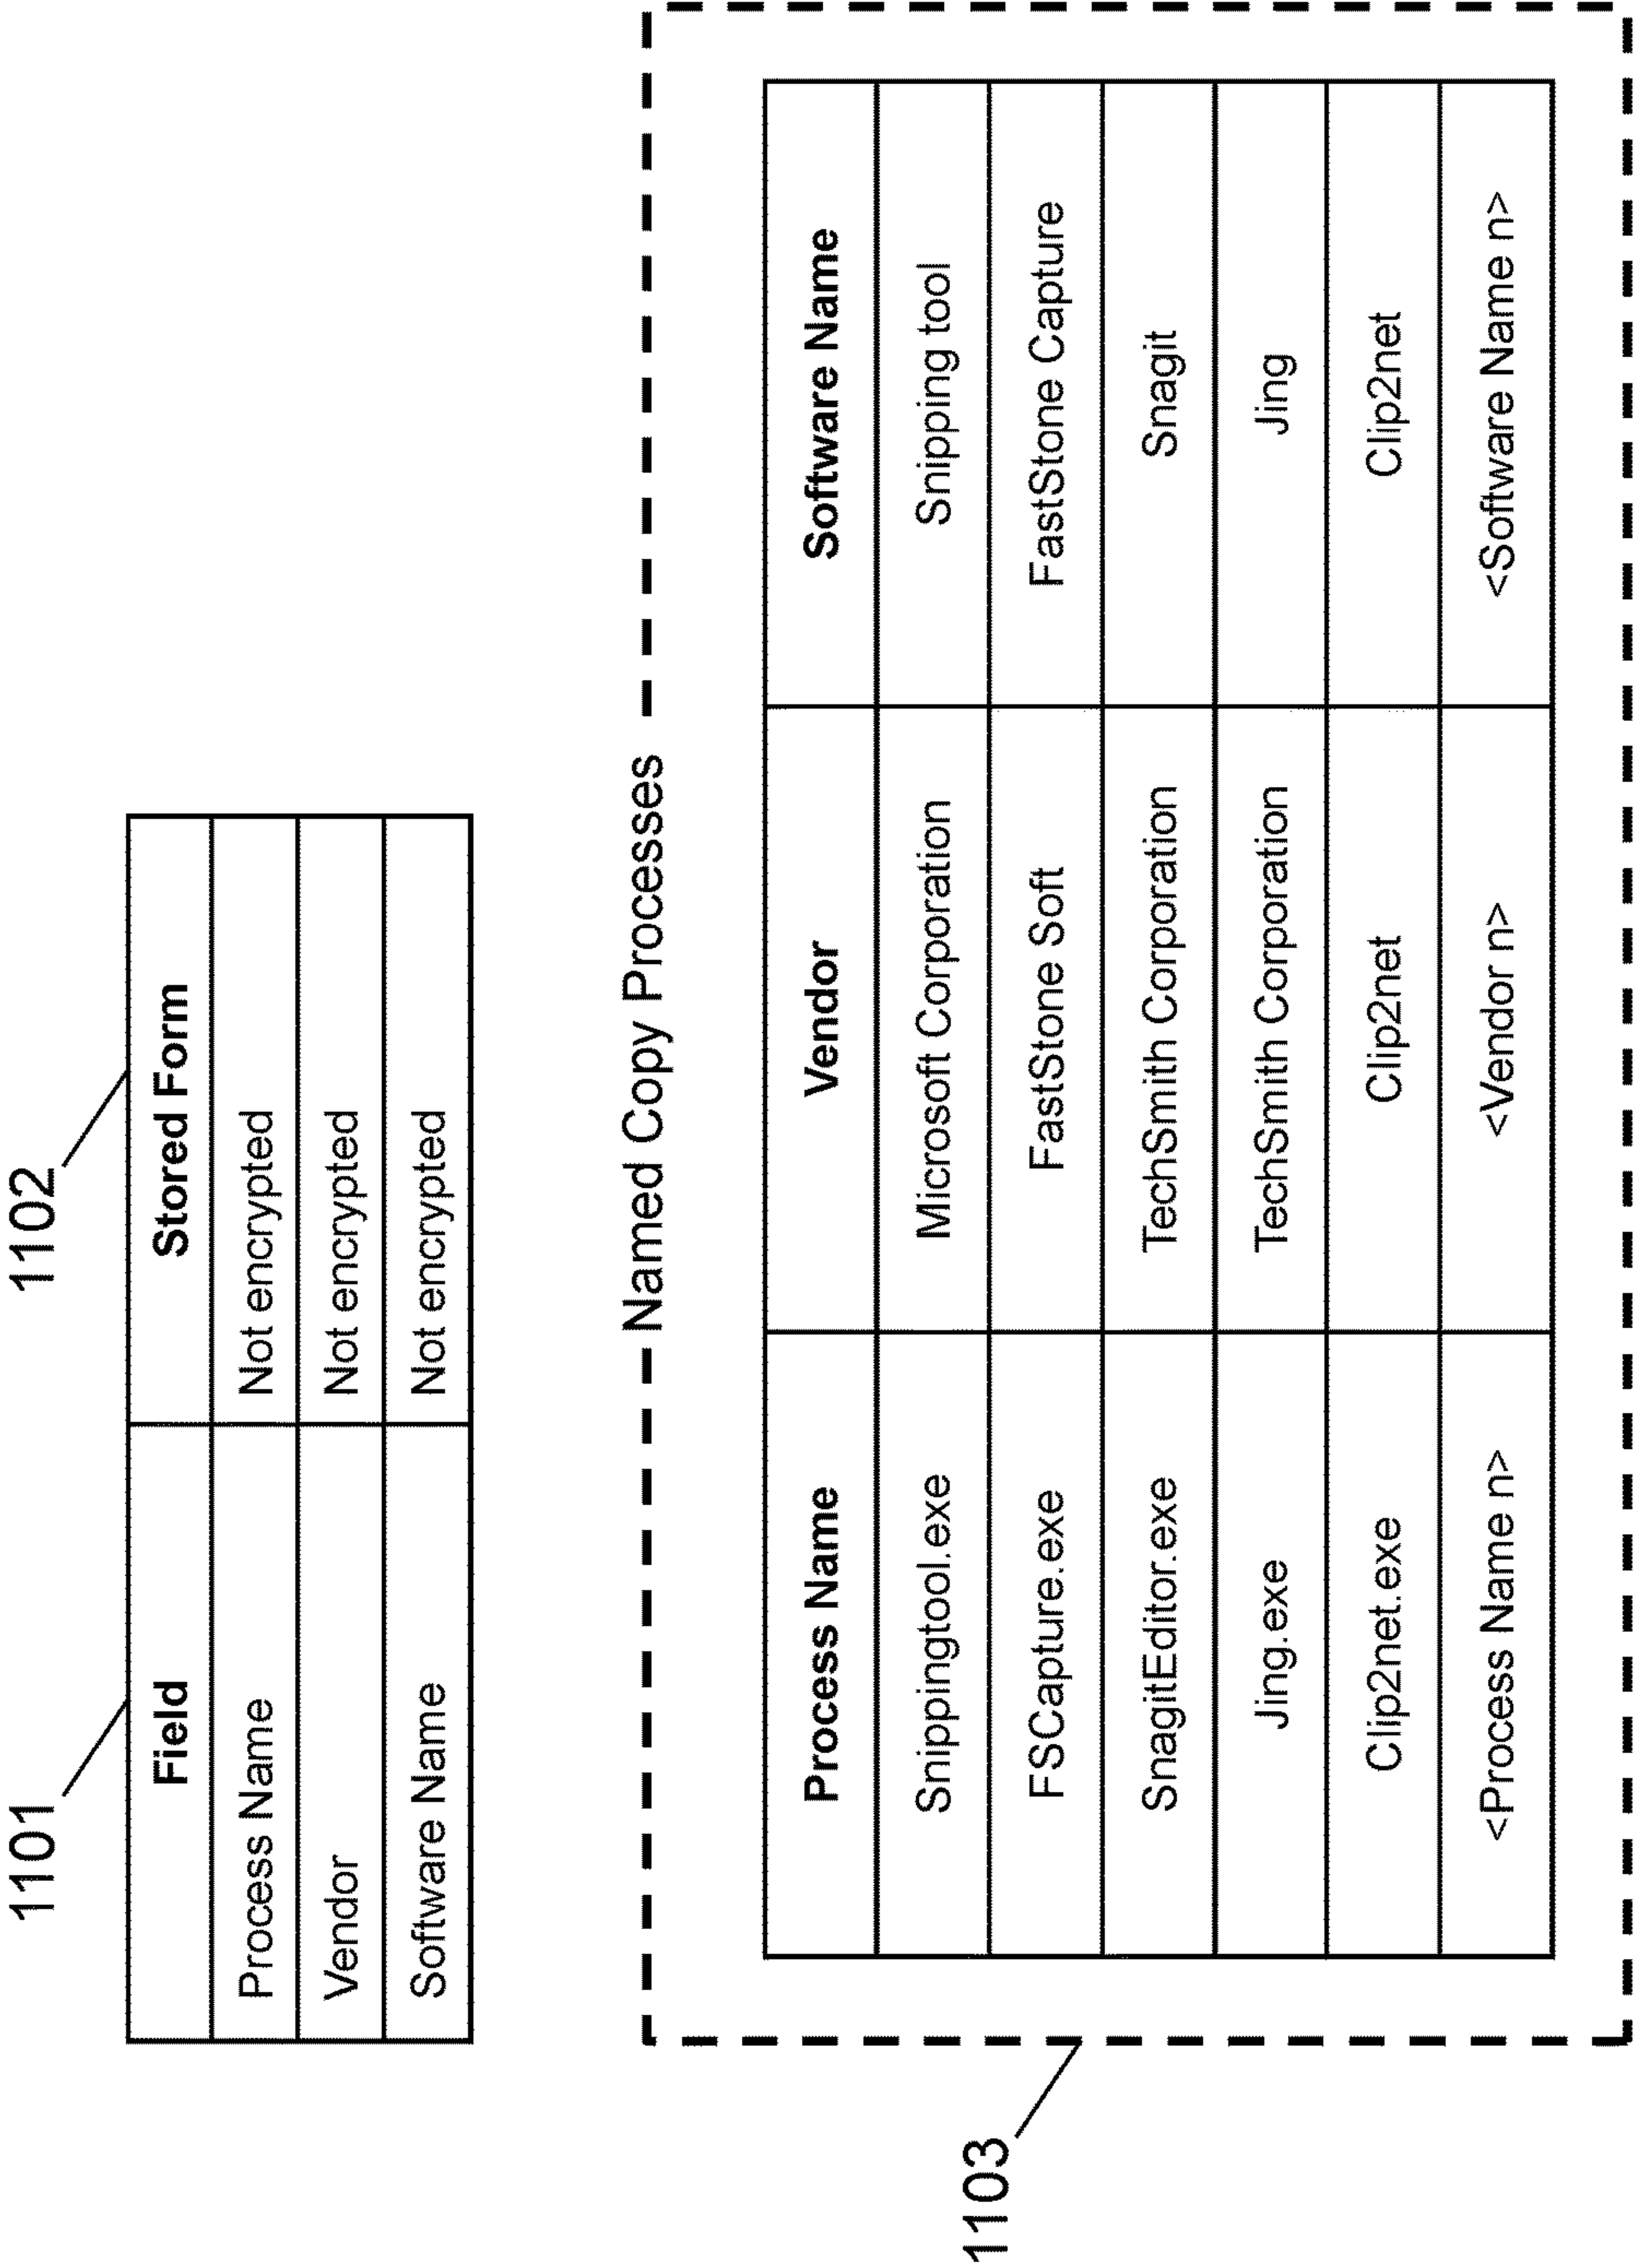 1101 1102
Field Stored Form
Process Name Not encrypted
Vendor Not encrypted
Software Name Not encrypted
Named Copy Processes
1103
Process Name Vendor Software Name
Snippingtool.exe Microsoft Corporation Snipping tool
FSCapture.exe FastStone Soft FastStone Capture
SnagitEditor.exe TechSmith Corporation Snagit
Jing.exe TechSmith Corporation Jing
Clip2net.exe Clip2net Clip2net
<Process Name n> <Vendor n> <Software Name n>